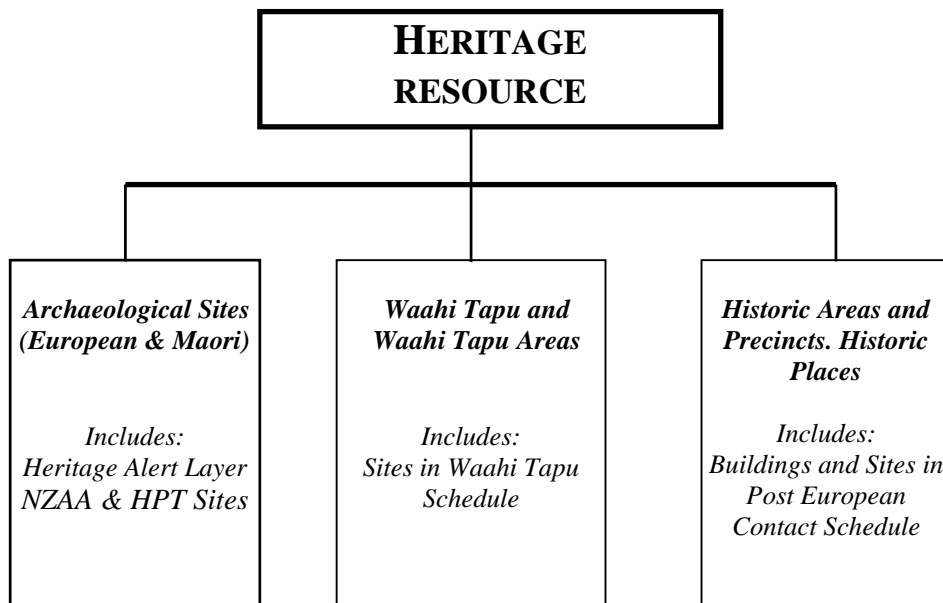 HERITAGE
RESOURCE
Archaeological Sites
(European & Maori)
Includes:
Heritage Alert Layer
NZAA & HPT Sites
Waahi Tapu and
Waahi Tapu Areas
Includes:
Sites in Waahi Tapu
Schedule
Historic Areas and
Precincts. Historic
Places
Includes:
Buildings and Sites in
Post European
Contact Schedule